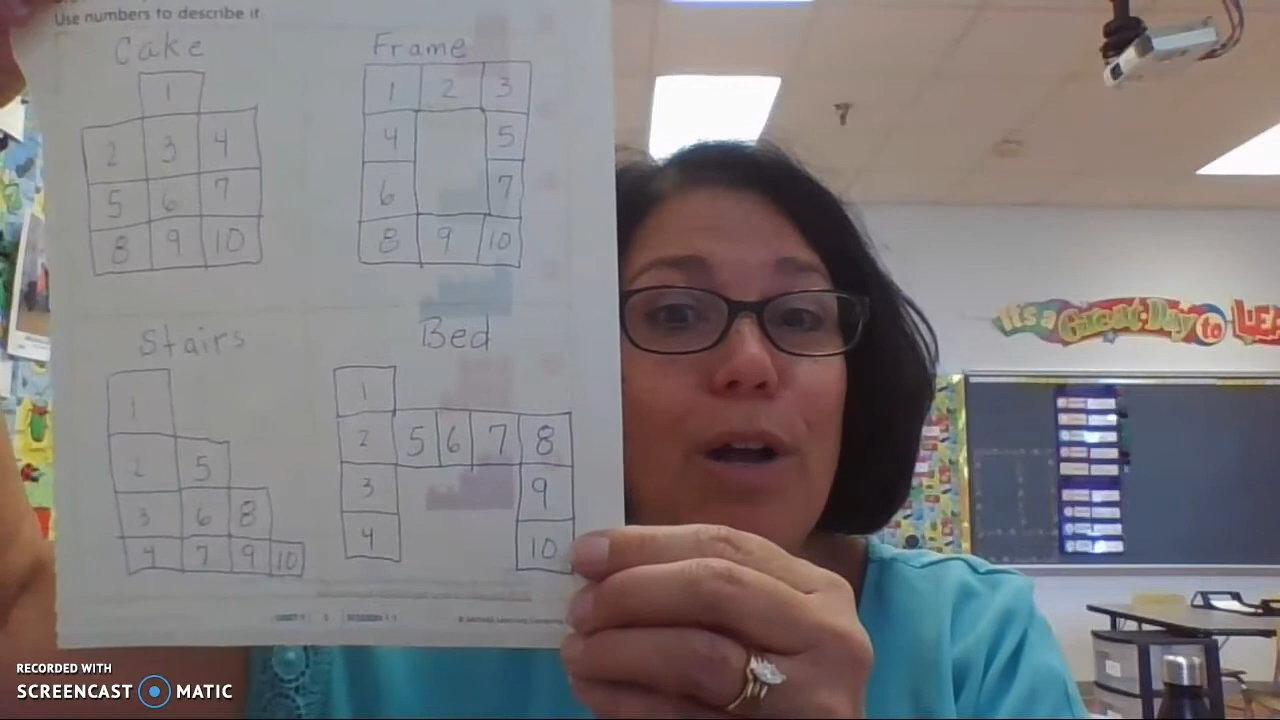 Use numbers to describe it
Cake
1
2 3 4
5 6 7
8 9 10
Frame
1 2 3
4 5
6 7
8 9 10
Stairs
1
2 5
3 6 8
4 7 9 10
Bed
1
2 5 6 7 8
3 9
4 10
It's a Great Day to
RECORDED WITH
SCREENCAST MATIC